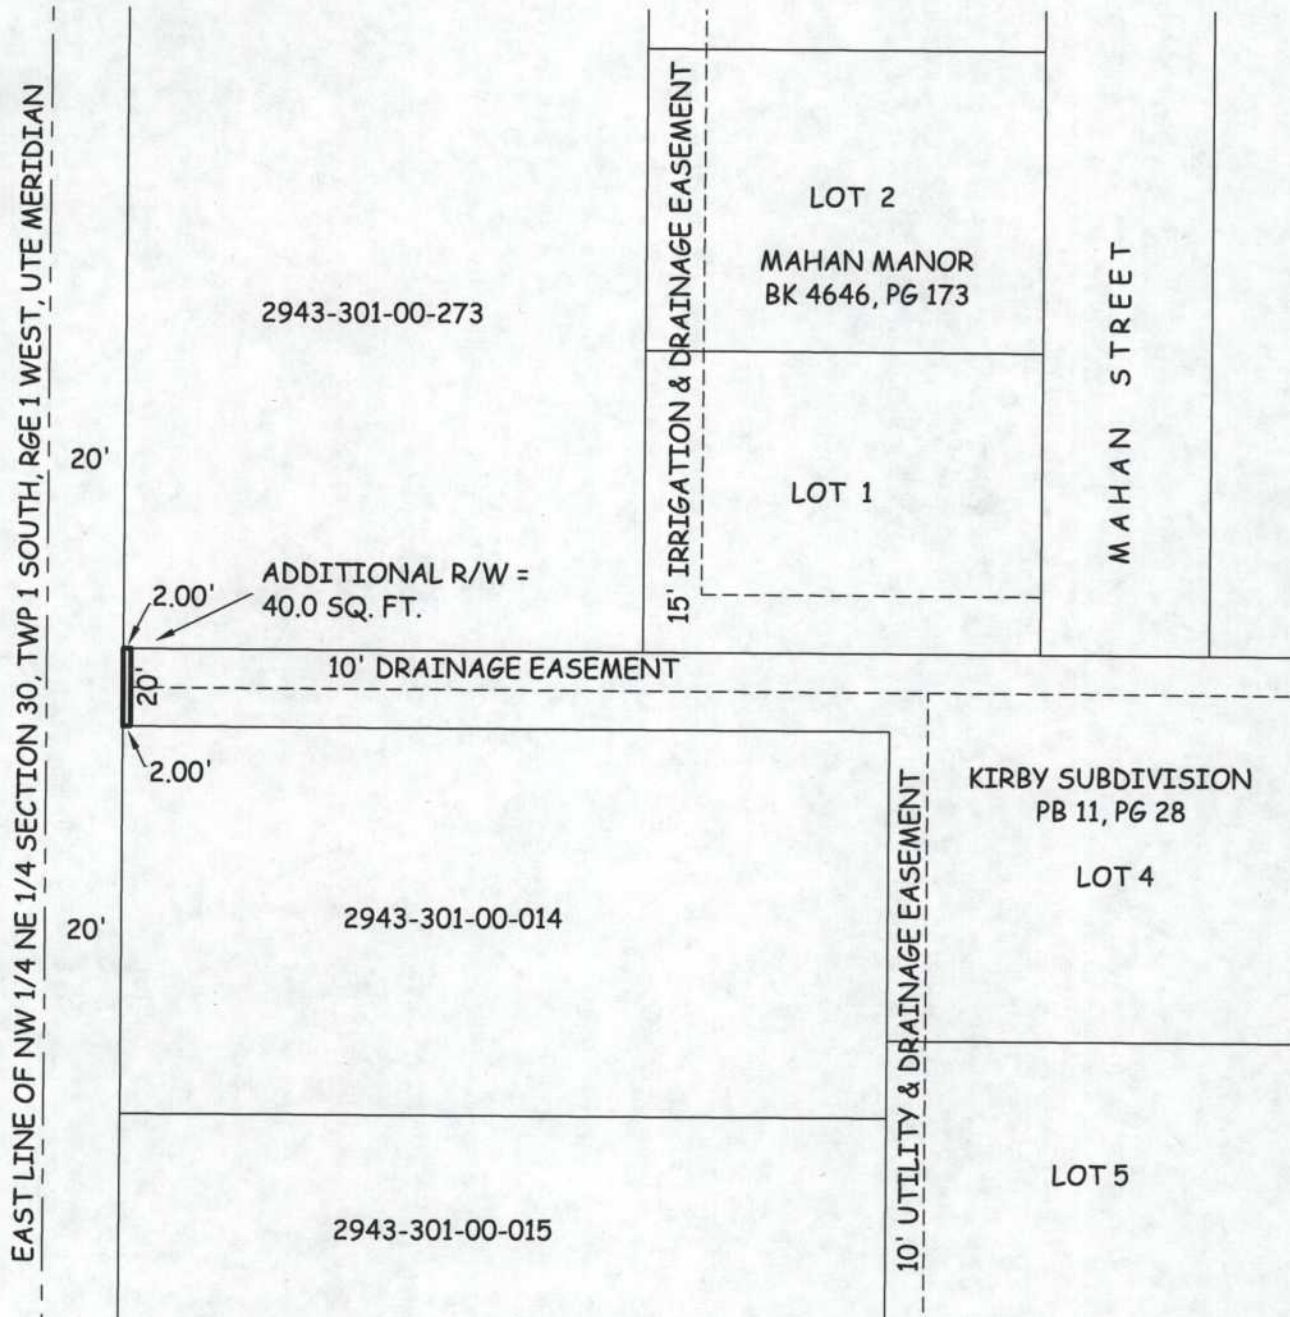 EAST LINE OF NW 1/4 NE 1/4 SECTION 30, TWP 1 SOUTH, RGE 1 WEST, UTE MERIDIAN
20'
2943-301-00-273
15' IRRIGATION & DRAINAGE EASEMENT
LOT 2
MAHAN MANOR
BK 4646, PG 173
LOT 1
MAHAN STREET
ADDITIONAL R/W =
40.0 SQ. FT.
2.00'
20'
10' DRAINAGE EASEMENT
2.00'
20'
2943-301-00-014
10' UTILITY & DRAINAGE EASEMENT
KIRBY SUBDIVISION
PB 11, PG 28
LOT 4
2943-301-00-015
LOT 5